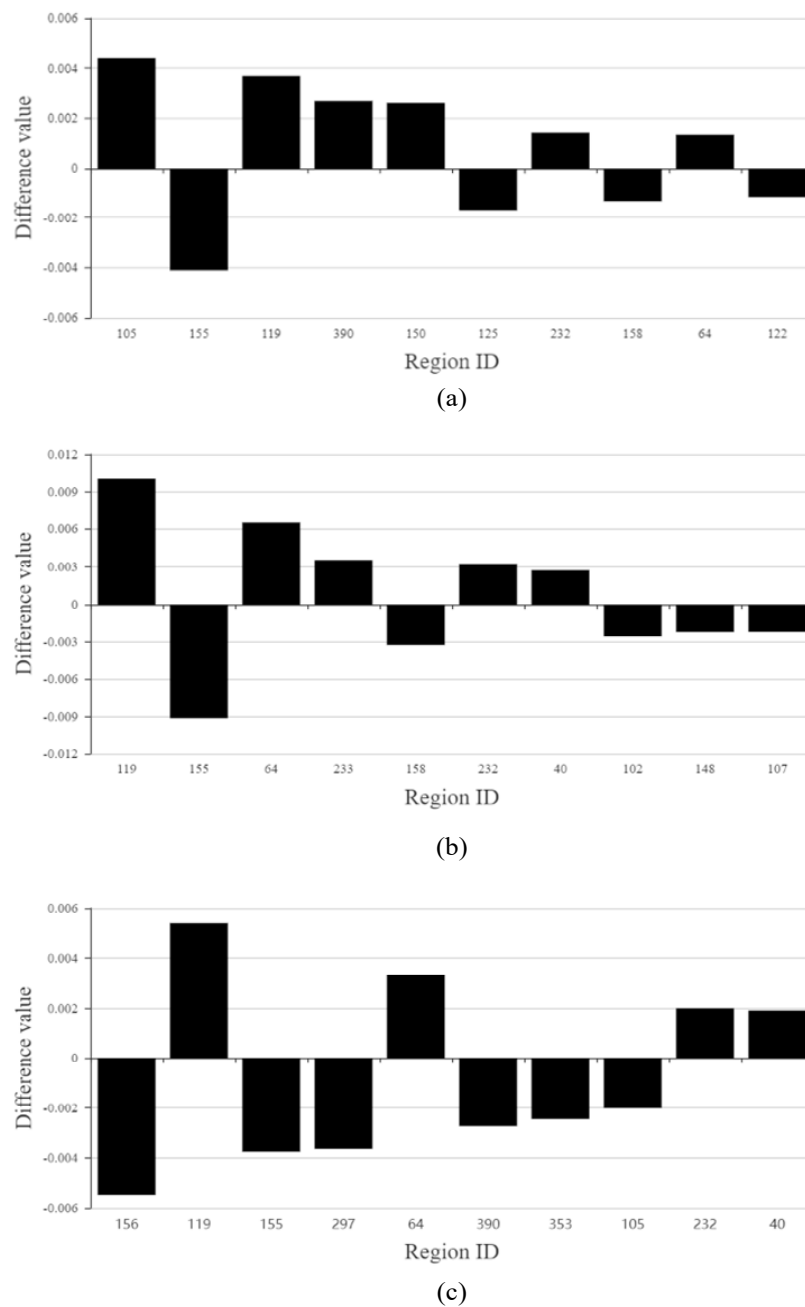 0.006
0.004
0.002
0
-0.002
-0.004
-0.006
Difference value
105 155 119 390 150 125 232 158 64 122
Region ID
(a)
0.012
0.009
0.006
0.003
0
-0.003
-0.006
-0.009
-0.012
Difference value
119 155 64 233 158 232 40 102 148 107
Region ID
(b)
0.006
0.004
0.002
0
-0.002
-0.004
-0.006
Difference value
156 119 155 297 64 390 353 105 232 40
Region ID
(c)